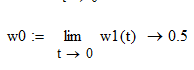 w0 := lim w1(t) → 0.5
t → 0